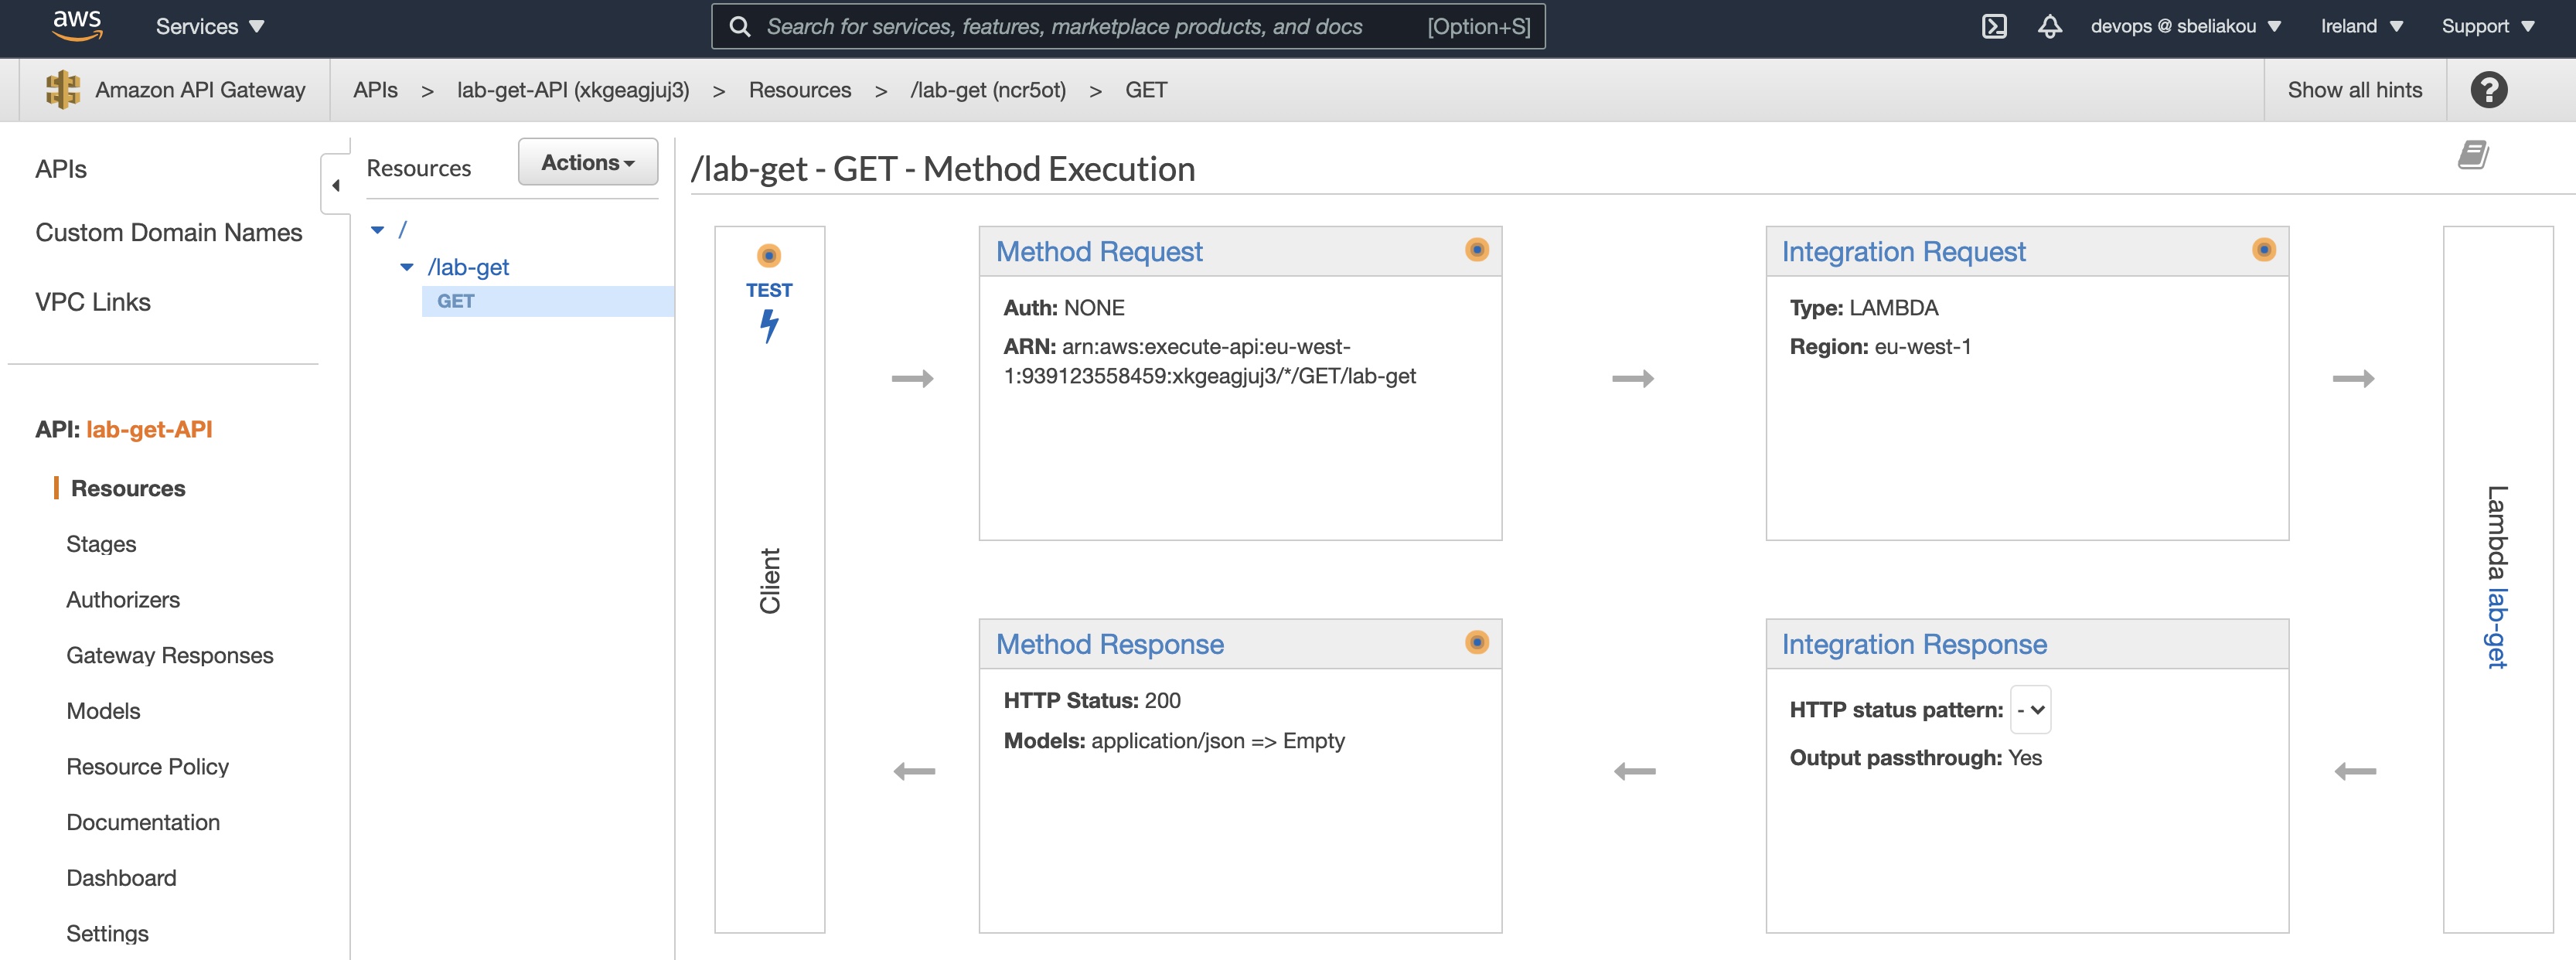 aws
Services
Search for services, features, marketplace products, and docs [Option+S]
devops @ sbeliakou
Ireland
Support
Amazon API Gateway
APIs > lab-get-API (xkgeagjuj3) > Resources > /lab-get (ncr5ot) > GET
Show all hints
?
APIs
Custom Domain Names
VPC Links
API: lab-get-API
Resources
Stages
Authorizers
Gateway Responses
Models
Resource Policy
Documentation
Dashboard
Settings
Resources
Actions
/
/lab-get
GET
/lab-get - GET - Method Execution
TEST
Client
Method Request
Auth: NONE
ARN: arn:aws:execute-api:eu-west-
1:939123558459:xkgeagjuj3/*/GET/lab-get
Integration Request
Type: LAMBDA
Region: eu-west-1
Lambda lab-get
Method Response
HTTP Status: 200
Models: application/json => Empty
Integration Response
HTTP status pattern: -
Output passthrough: Yes